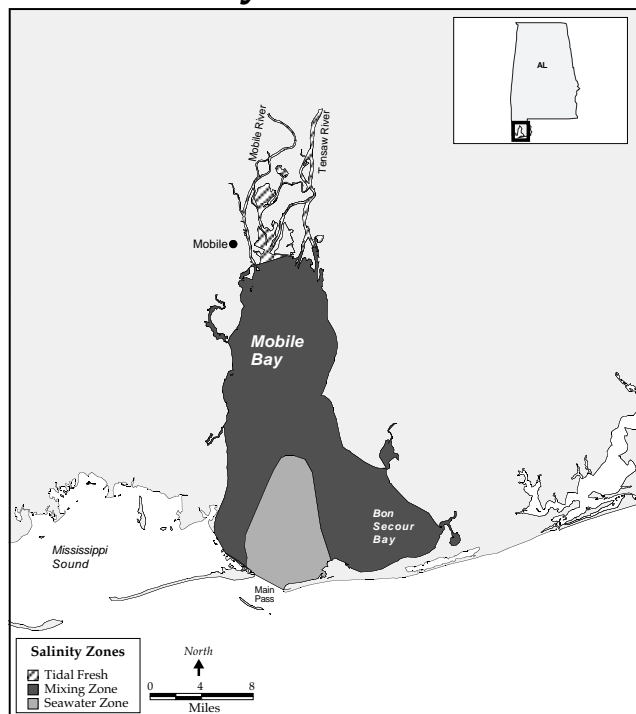 AL
Mobile River
Tensaw River
Mobile
Mobile
Bay
Bon
Secour
Bay
Mississippi
Sound
Main
Pass
Salinity Zones
Tidal Fresh
Mixing Zone
Seawater Zone
North
0 4 8
Miles